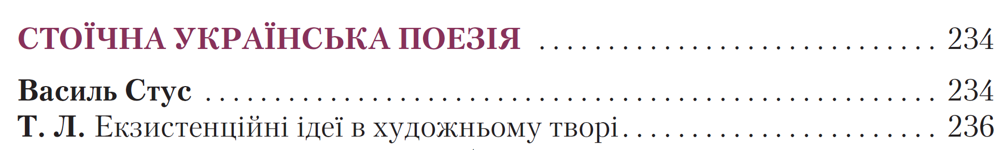 СТОЇЧНА УКРАЇНСЬКА ПОЕЗІЯ . . . . . . . . . . . . . . . . . . . . . . . . . . . . . 234
Василь Стус . . . . . . . . . . . . . . . . . . . . . . . . . . . . . . . . . . . . . . . . . . . . . . . . . . . . . 234
Т. Л. Екзистенційні ідеї в художньому творі. . . . . . . . . . . . . . . . . . . . . . . 236